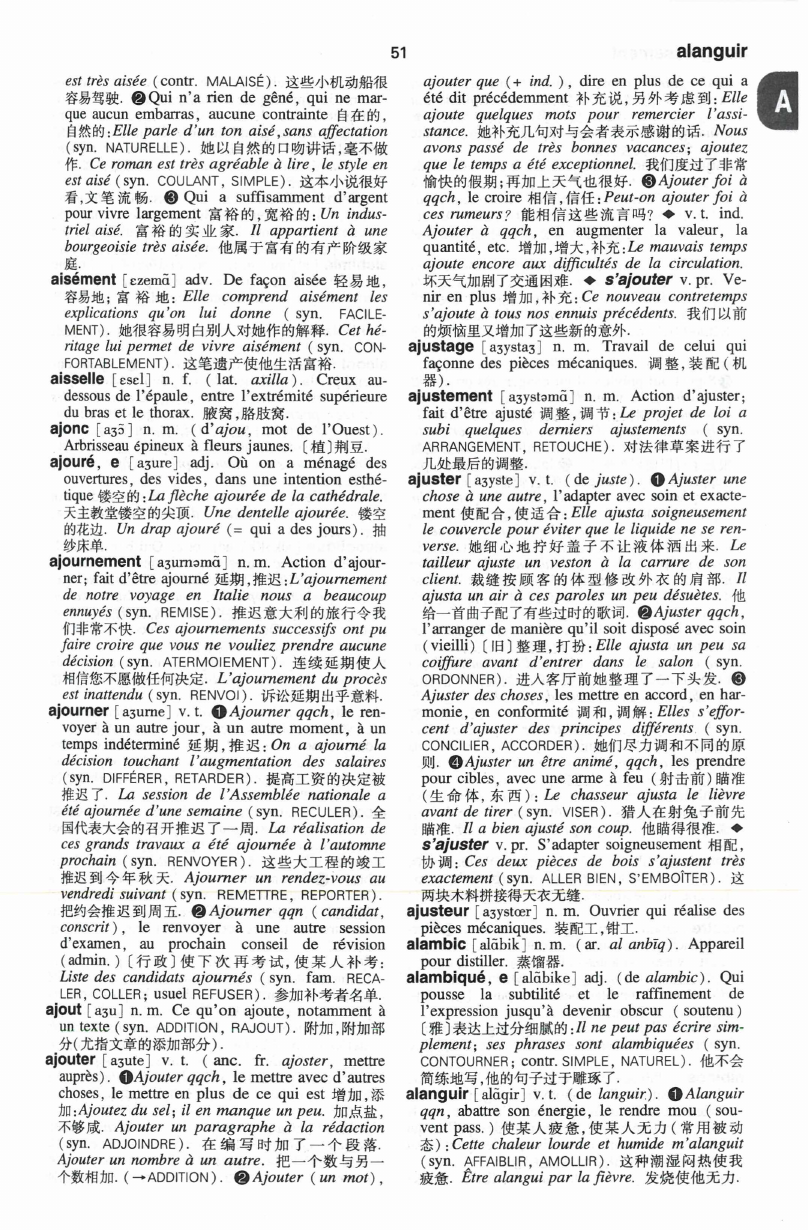 51
alanguir
A
est très aisée (contr. MALAISÉ). 这些小机动船很
容易驾驶. ❷Qui n'a rien de gêné, qui ne mar-
que aucun embarras, aucune contrainte 自在的,
自然的:Elle parle d'un ton aisé,sans affectation
(syn. NATURELLE). 她以自然的口吻讲话,毫不做
作. Ce roman est très agréable à lire, le style en
est aisé (syn. COULANT, SIMPLE). 这本小说很好
看,文笔流畅. ❸ Qui a suffisamment d'argent
pour vivre largement 富裕的,宽裕的: Un indus-
triel aisé. 富裕的实业家. Il appartient à une
bourgeoisie très aisée. 他属于富有的有产阶级家
庭.
aisément [ɛzemɑ̃] adv. De façon aisée 轻易地,
容易地; 富裕地: Elle comprend aisément les
explications qu'on lui donne ( syn. FACILE-
MENT). 她很容易明白别人对她作的解释. Cet hé-
ritage lui permet de vivre aisément (syn. CON-
FORTABLEMENT). 这笔遗产使他生活富裕.
aisselle [ɛsɛl] n. f. (lat. axilla). Creux au-
dessous de l'épaule, entre l'extrémité supérieure
du bras et le thorax. 腋窝,胳肢窝.
ajonc [aʒɔ̃] n. m. (d'ajou, mot de l'Ouest).
Arbrisseau épineux à fleurs jaunes. 〔植〕荆豆.
ajouré, e [aʒure] adj. Où on a ménagé des
ouvertures, des vides, dans une intention esthé-
tique 镂空的:La flèche ajourée de la cathédrale.
天主教堂镂空的尖顶. Une dentelle ajourée. 镂空
的花边. Un drap ajouré (= qui a des jours). 抽
纱床单.
ajournement [aʒurnəmɑ̃] n. m. Action d'ajour-
ner; fait d'être ajourné 延期,推迟:L'ajournement
de notre voyage en Italie nous a beaucoup
ennuyés (syn. REMISE). 推迟意大利的旅行令我
们非常不快. Ces ajournements successifs ont pu
faire croire que vous ne vouliez prendre aucune
décision (syn. ATERMOIEMENT). 连续延期使人
相信您不愿做任何决定. L'ajournement du procès
est inattendu (syn. RENVOI). 诉讼延期出乎意料.
ajourner [aʒurne] v. t. ❶Ajourner qqch, le ren-
voyer à un autre jour, à un autre moment, à un
temps indéterminé 延期,推迟: On a ajourné la
décision touchant l'augmentation des salaires
(syn. DIFFÉRER, RETARDER). 提高工资的决定被
推迟了. La session de l'Assemblée nationale a
été ajournée d'une semaine (syn. RECULER). 全
国代表大会的召开推迟了一周. La réalisation de
ces grands travaux a été ajournée à l'automne
prochain (syn. RENVOYER). 这些大工程的竣工
推迟到今年秋天. Ajourner un rendez-vous au
vendredi suivant (syn. REMETTRE, REPORTER).
把约会推迟到周五. ❷ Ajourner qqn (candidat,
conscrit), le renvoyer à une autre session
d'examen, au prochain conseil de révision
(admin.) 〔行政〕使下次再考试,使某人补考:
Liste des candidats ajournés (syn. fam. RECA-
LER, COLLER; usuel REFUSER). 参加补考者名单.
ajout [aʒu] n. m. Ce qu'on ajoute, notamment à
un texte (syn. ADDITION, RAJOUT). 附加,附加部
分(尤指文章的添加部分).
ajouter [aʒute] v. t. (anc. fr. ajoster, mettre
auprès). ❶Ajouter qqch, le mettre avec d'autres
choses, le mettre en plus de ce qui est 增加,添
加:Ajoutez du sel; il en manque un peu. 加点盐,
不够咸. Ajouter un paragraphe à la rédaction
(syn. ADJOINDRE). 在编写时加了一个段落.
Ajouter un nombre à un autre. 把一个数与另一
个数相加. (→ADDITION). ❷Ajouter (un mot),
ajouter que (+ ind.), dire en plus de ce qui a
été dit précédemment 补充说,另外考虑到: Elle
ajoute quelques mots pour remercier l'assi-
stance. 她补充几句对与会者表示感谢的话. Nous
avons passé de très bonnes vacances; ajoutez
que le temps a été exceptionnel. 我们度过了非常
愉快的假期;再加上天气也很好. ❸Ajouter foi à
qqch, le croire 相信,信任:Peut-on ajouter foi à
ces rumeurs? 能相信这些流言吗? ◆ v. t. ind.
Ajouter à qqch, en augmenter la valeur, la
quantité, etc. 增加,增大,补充:Le mauvais temps
ajoute encore aux difficultés de la circulation.
坏天气加剧了交通困难. ◆ s'ajouter v. pr. Ve-
nir en plus 增加,补充: Ce nouveau contretemps
s'ajoute à tous nos ennuis précédents. 我们以前
的烦恼里又增加了这些新的意外.
ajustage [aʒystaʒ] n. m. Travail de celui qui
façonne des pièces mécaniques. 调整,装配(机
器).
ajustement [aʒystəmɑ̃] n. m. Action d'ajuster;
fait d'être ajusté 调整,调节: Le projet de loi a
subi quelques derniers ajustements ( syn.
ARRANGEMENT, RETOUCHE). 对法律草案进行了
几处最后的调整.
ajuster [aʒyste] v. t. (de juste). ❶Ajuster une
chose à une autre, l'adapter avec soin et exacte-
ment 使配合,使适合: Elle ajusta soigneusement
le couvercle pour éviter que le liquide ne se ren-
verse. 她细心地拧好盖子不让液体洒出来. Le
tailleur ajuste un veston à la carrure de son
client. 裁缝按顾客的体型修改外衣的肩部. Il
ajusta un air à ces paroles un peu désuètes. 他
给一首曲子配了有些过时的歌词. ❷Ajuster qqch,
l'arranger de manière qu'il soit disposé avec soin
(vieilli) 〔旧〕整理,打扮: Elle ajusta un peu sa
coiffure avant d'entrer dans le salon ( syn.
ORDONNER). 进人客厅前她整理了一下头发. ❸
Ajuster des choses, les mettre en accord, en har-
monie, en conformité 调和,调解: Elles s'effor-
cent d'ajuster des principes différents ( syn.
CONCILIER, ACCORDER). 她们尽力调和不同的原
则. ❹Ajuster un être animé, qqch, les prendre
pour cibles, avec une arme à feu (射击前)瞄准
(生命体,东西): Le chasseur ajusta le lièvre
avant de tirer (syn. VISER). 猎人在射兔子前先
瞄准. Il a bien ajusté son coup. 他瞄得很准. ◆
s'ajuster v. pr. S'adapter soigneusement 相配,
协调: Ces deux pièces de bois s'ajustent très
exactement (syn. ALLER BIEN, S'EMBOÎTER). 这
两块木料拼接得天衣无缝.
ajusteur [aʒystœr] n. m. Ouvrier qui réalise des
pièces mécaniques. 装配工,钳工.
alambic [alɑ̃bik] n. m. (ar. al anbīq). Appareil
pour distiller. 蒸馏器.
alambiqué, e [alɑ̃bike] adj. (de alambic). Qui
pousse la subtilité et le raffinement de
l'expression jusqu'à devenir obscur (soutenu)
〔雅〕表达上过分细腻的:Il ne peut pas écrire sim-
plement; ses phrases sont alambiquées ( syn.
CONTOURNER; contr. SIMPLE, NATUREL). 他不会
简练地写,他的句子过于雕琢了.
alanguir [alɑ̃gir] v. t. (de languir.). ❶Alanguir
qqn, abattre son énergie, le rendre mou (sou-
vent pass.) 使某人疲惫,使某人无力(常用被动
态): Cette chaleur lourde et humide m'alanguit
(syn. AFFAIBLIR, AMOLLIR). 这种潮湿闷热使我
疲惫. Être alangui par la fièvre. 发烧使他无力.